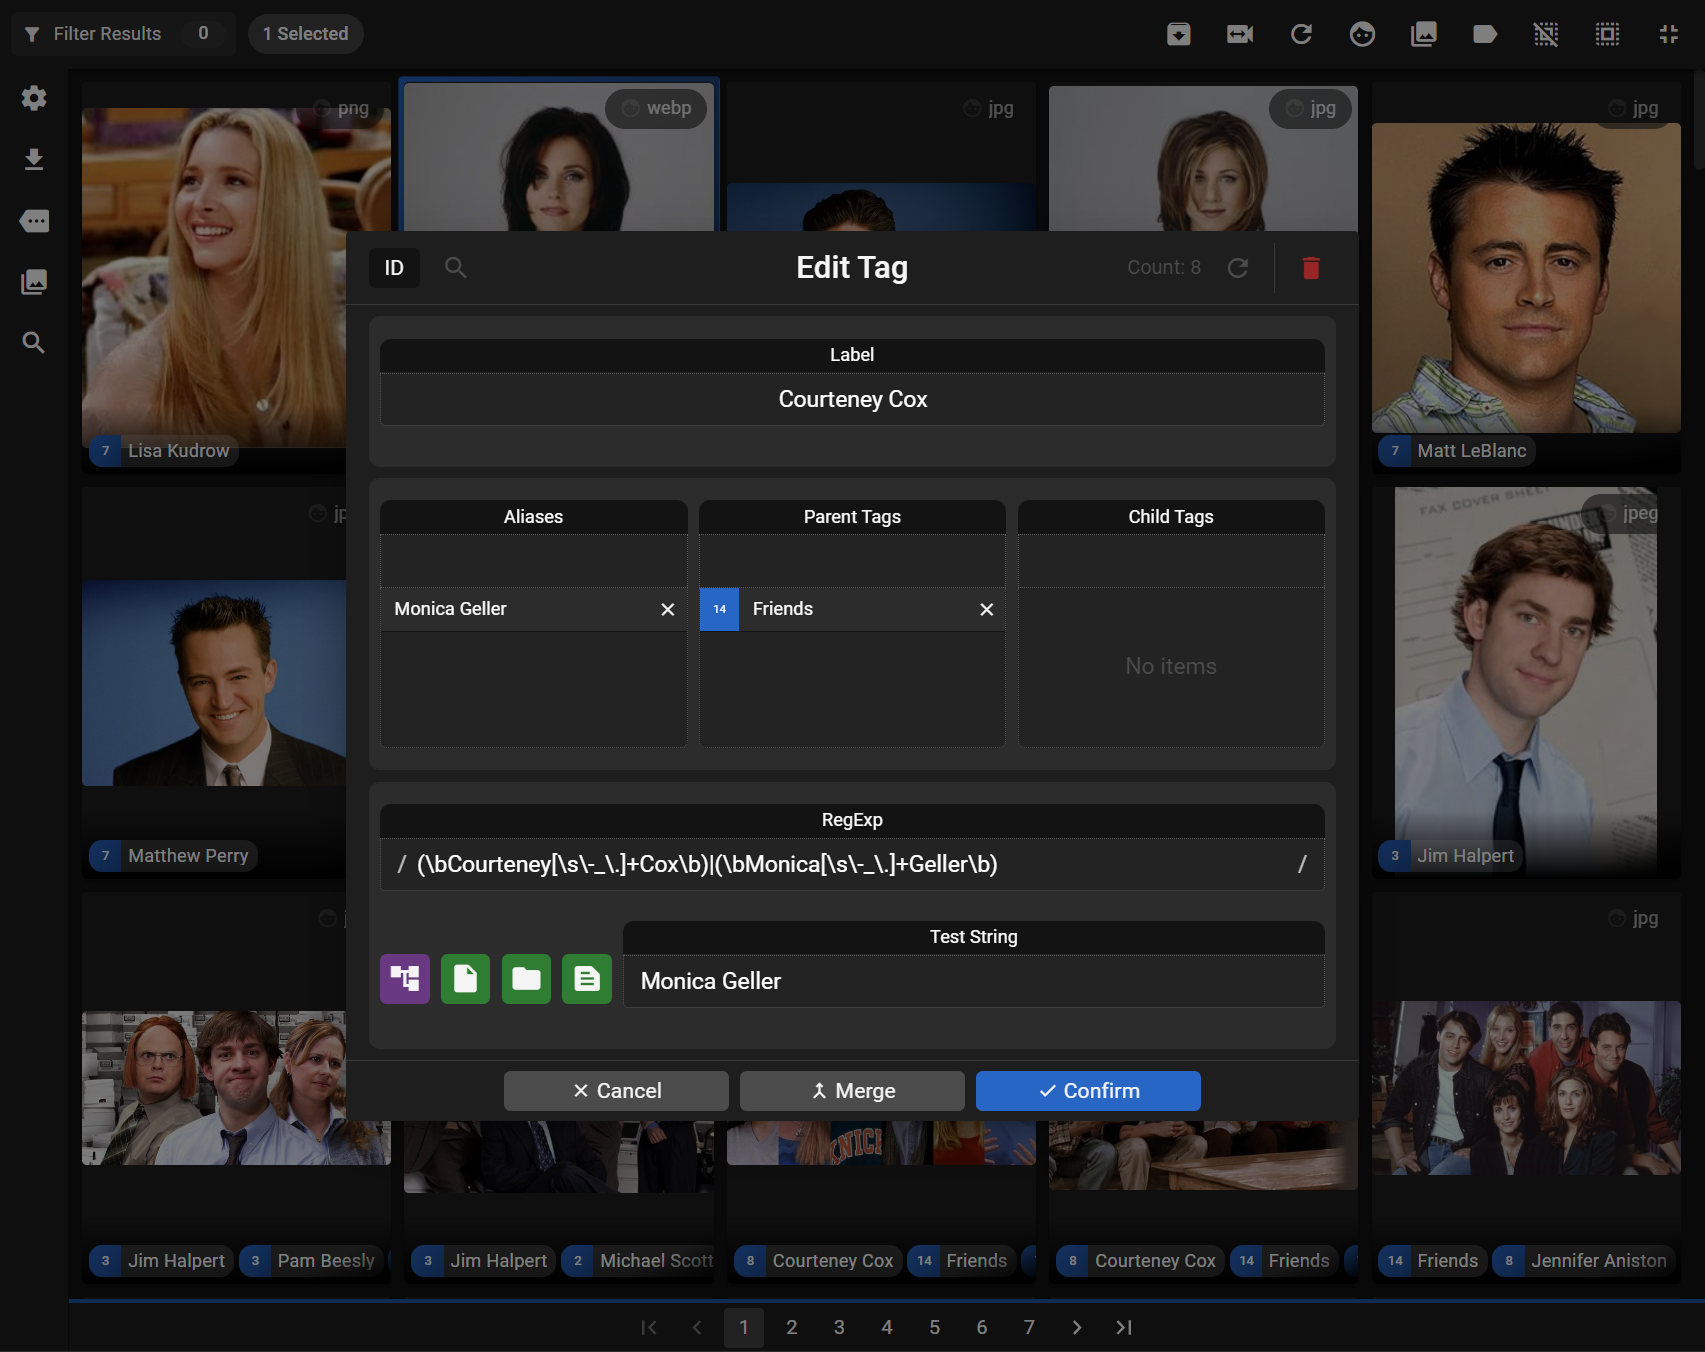 Filter Results 0 1 Selected
png
webp
jpg
jpg
jpg
ID Edit Tag Count: 8
Label
Courteney Cox
7 Lisa Kudrow
7 Matt LeBlanc
Aliases Parent Tags Child Tags
Monica Geller 14 Friends
No items
FAX COVER SHEET
jpeg
RegExp
/ (\bCourteney[\s\-_\.]+Cox\b)|(\bMonica[\s\-_\.]+Geller\b) /
7 Matthew Perry
3 Jim Halpert
jpg
Test String
Monica Geller
Cancel Merge Confirm
3 Jim Halpert 3 Pam Beesly
3 Jim Halpert 2 Michael Scott
8 Courteney Cox 14 Friends
8 Courteney Cox 14 Friends
14 Friends 8 Jennifer Aniston
1 2 3 4 5 6 7